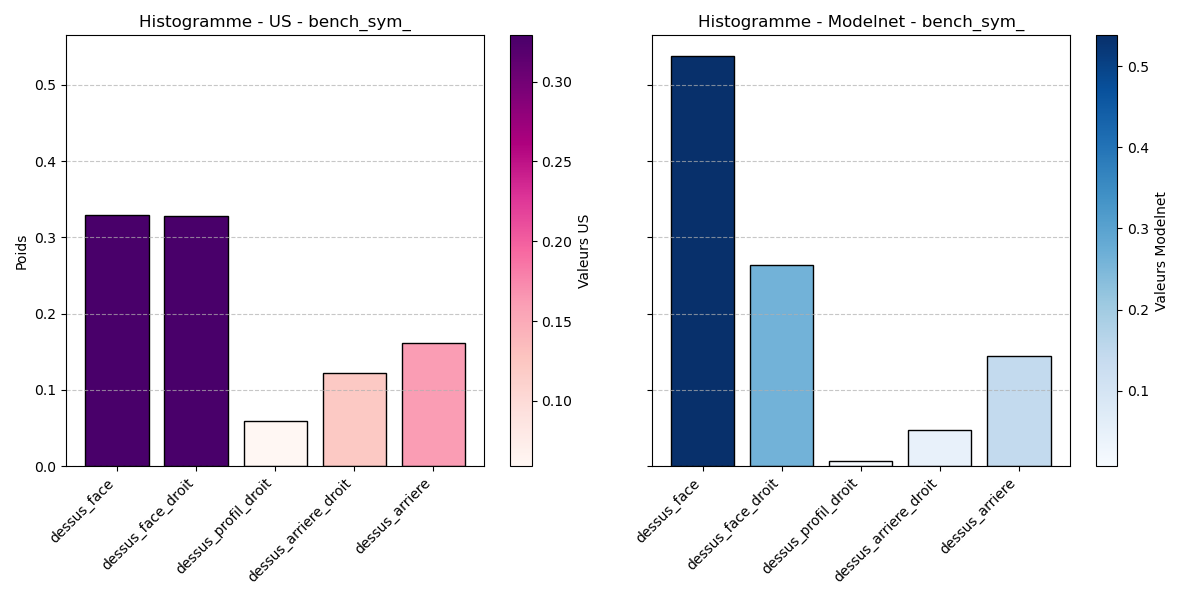 Histogramme - US - bench_sym_
Poids
0.5
0.4
0.3
0.2
0.1
0.0
dessus_face
dessus_face_droit
dessus_profil_droit
dessus_arriere_droit
dessus_arriere
0.30
0.25
0.20
0.15
0.10
Valeurs US
Histogramme - Modelnet - bench_sym_
dessus_face
dessus_face_droit
dessus_profil_droit
dessus_arriere_droit
dessus_arriere
0.5
0.4
0.3
0.2
0.1
Valeurs Modelnet